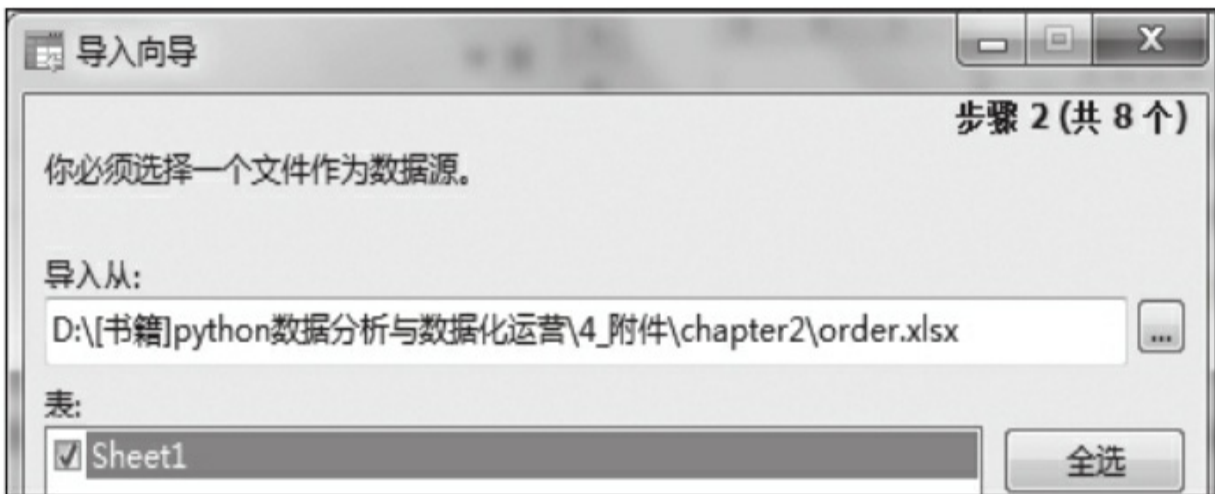 导入向导
步骤 2 (共 8 个)
你必须选择一个文件作为数据源。
导入从:
D:\[书籍]python数据分析与数据化运营\4_附件\chapter2\order.xlsx
...
表:
Sheet1
全选